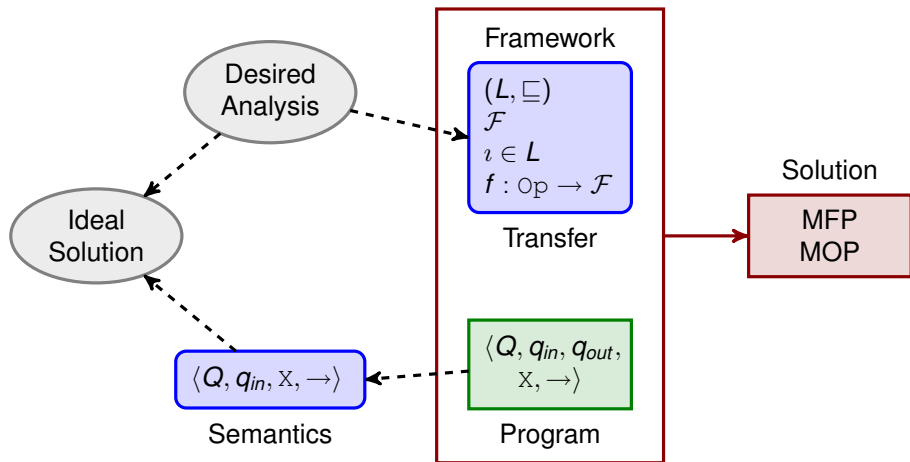 Framework
Desired
Analysis
(L, ⊑)
ℱ
ı ∈ L
f : Op → ℱ
Transfer
Solution
MFP
MOP
Ideal
Solution
⟨Q, q_in, q_out,
X, →⟩
Program
⟨Q, q_in, X, →⟩
Semantics